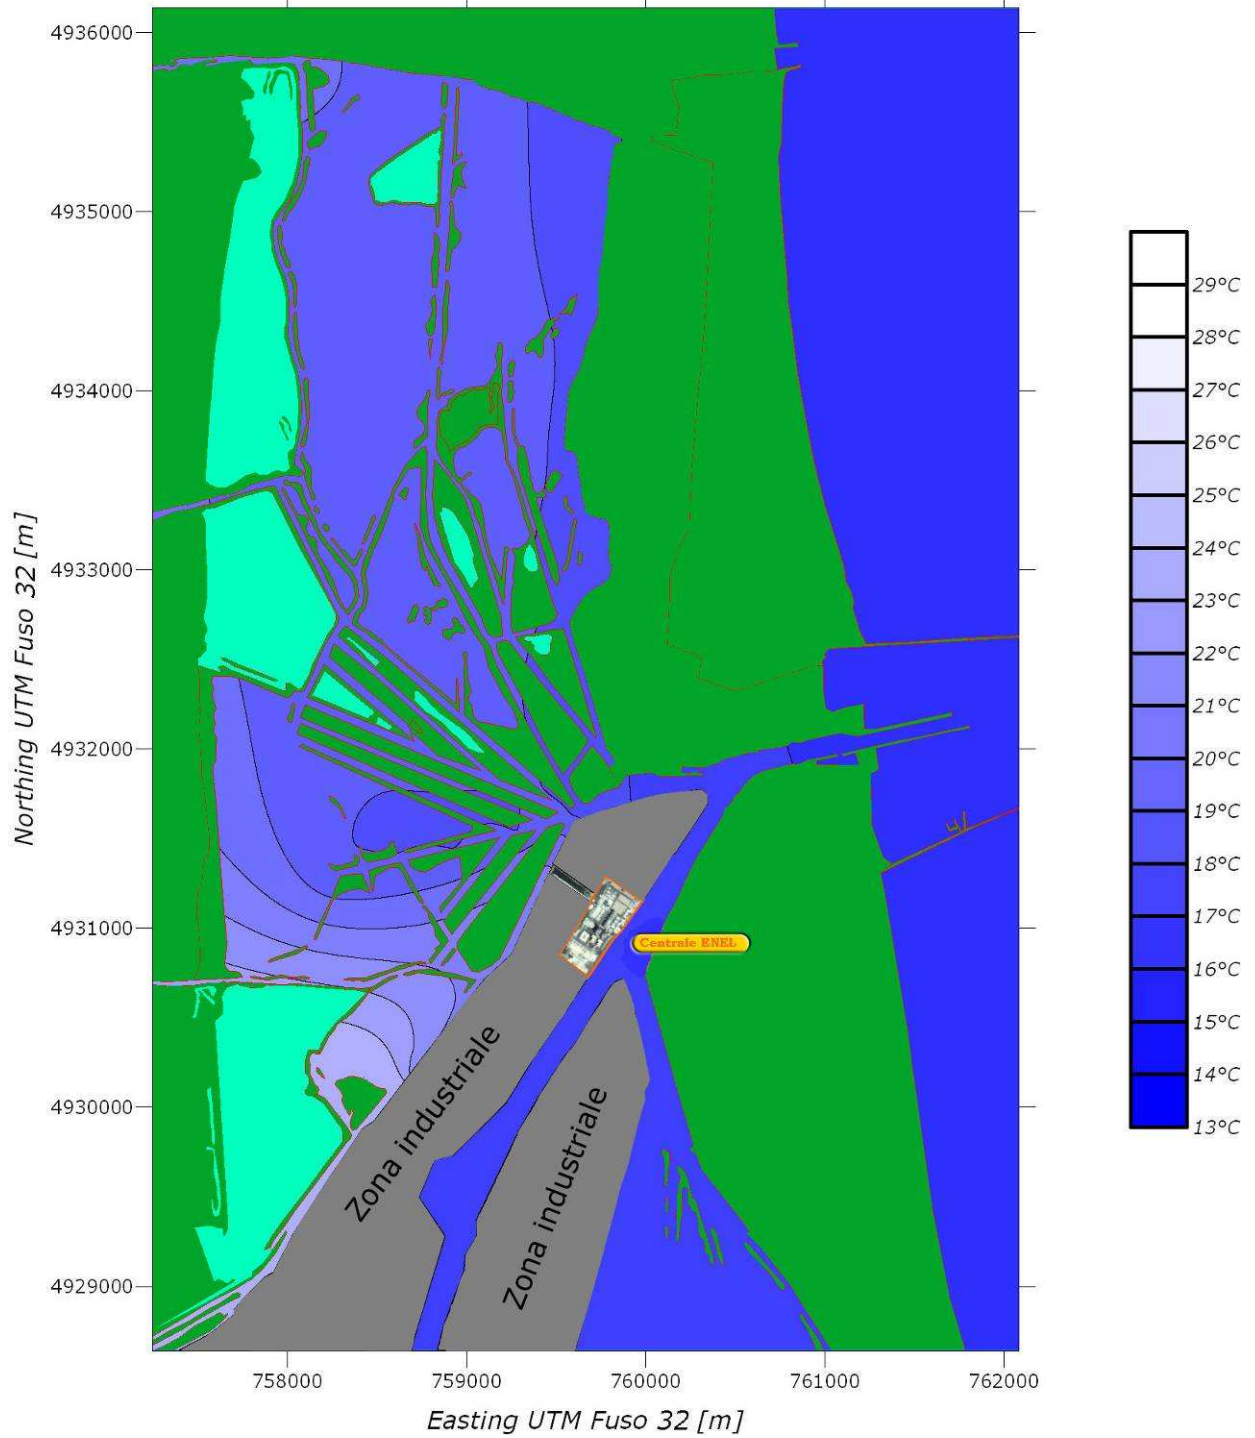 4936000
4935000
4934000
4933000
4932000
4931000
4930000
4929000
Northing UTM Fuso 32 [m]
Centrale ENEL
Zona industriale
Zona industriale
758000
759000
760000
761000
762000
Easting UTM Fuso 32 [m]
29°C
28°C
27°C
26°C
25°C
24°C
23°C
22°C
21°C
20°C
19°C
18°C
17°C
16°C
15°C
14°C
13°C